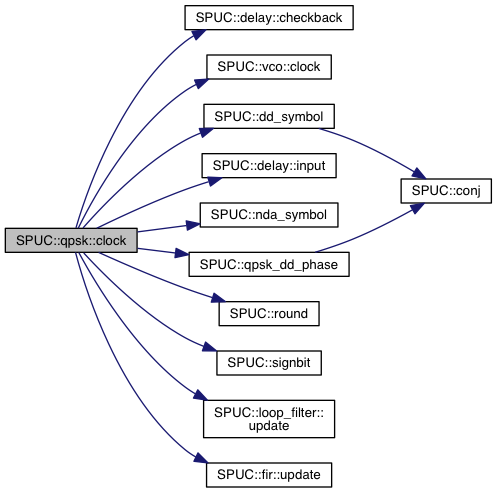 SPUC::delay::checkback
SPUC::vco::clock
SPUC::dd_symbol
SPUC::delay::input
SPUC::conj
SPUC::nda_symbol
SPUC::qpsk::clock
SPUC::qpsk_dd_phase
SPUC::round
SPUC::signbit
SPUC::loop_filter::
update
SPUC::fir::update